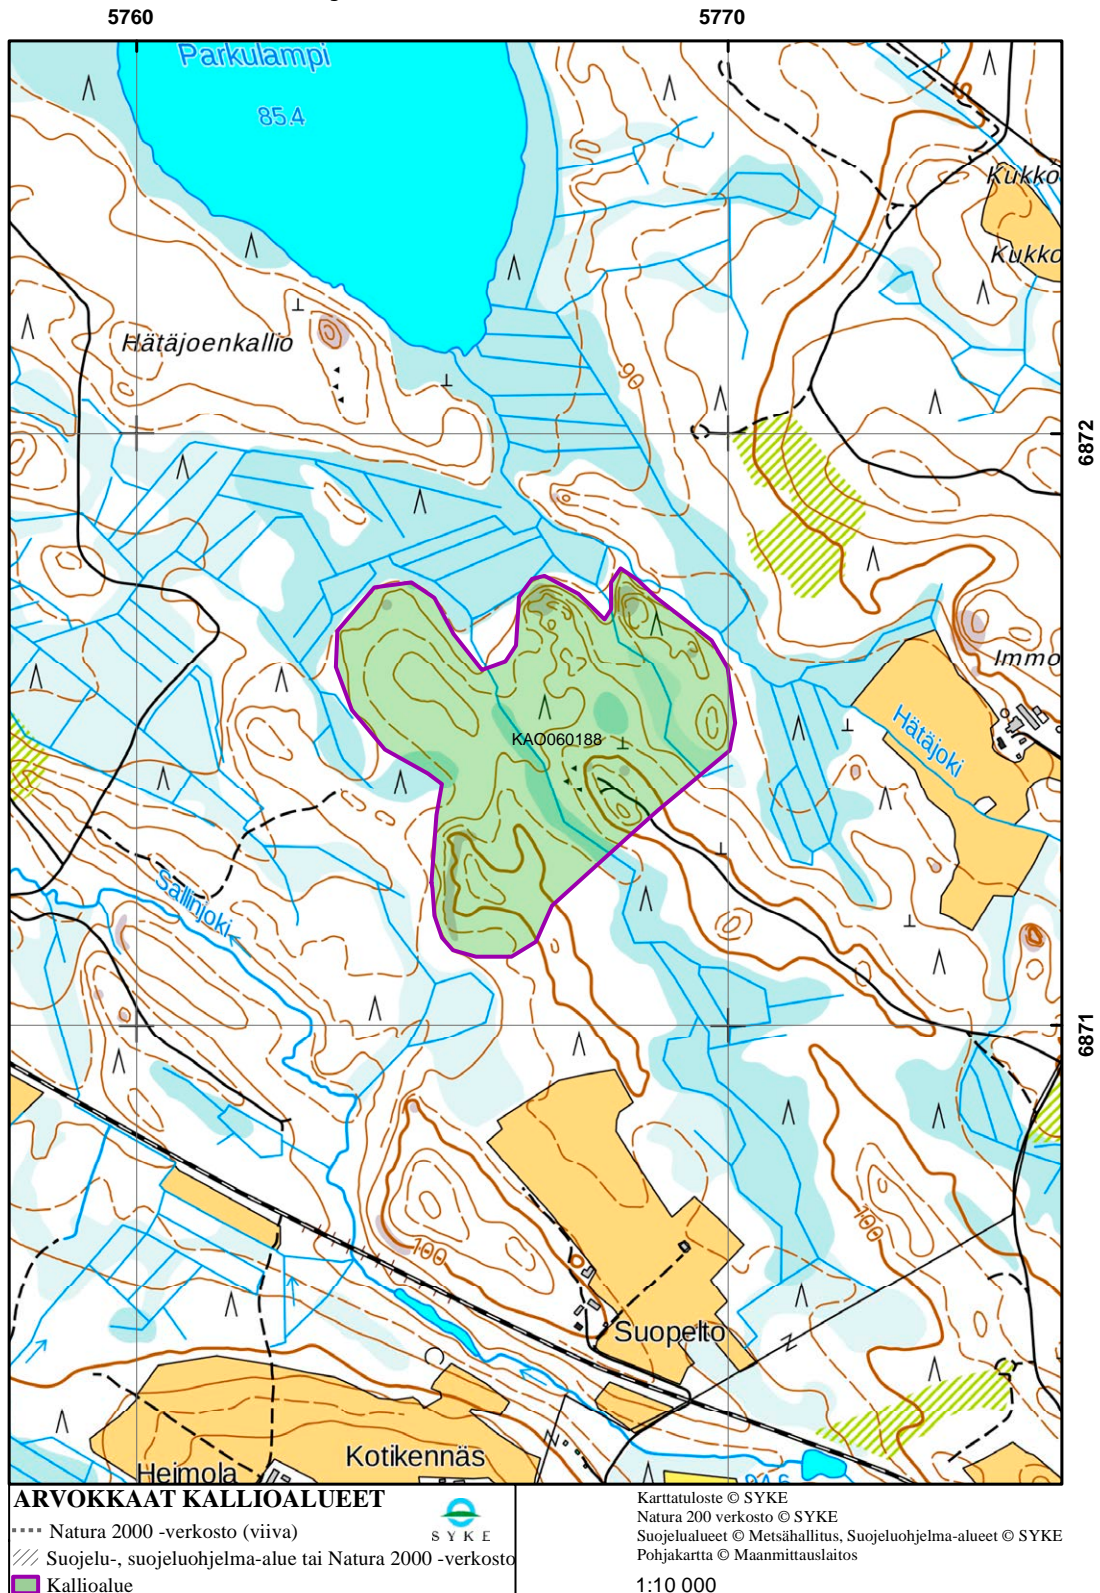 5760
5770
Parkulampi
85.4
Kukko
Kukko
Hätäjoenkallio
90
6872
Immo
Hätäjoki
KAO060188
Sallinjoki
6871
100
100
Suopelto
Kotikennäs
Heimola
94.6
ARVOKKAAT KALLIOALUEET
Natura 2000 -verkosto (viiva)
Suojelu-, suojeluohjelma-alue tai Natura 2000 -verkosto
Kallioalue
SYKE
Karttatuloste © SYKE
Natura 200 verkosto © SYKE
Suojelualueet © Metsähallitus, Suojeluohjelma-alueet © SYKE
Pohjakartta © Maanmittauslaitos
1:10 000